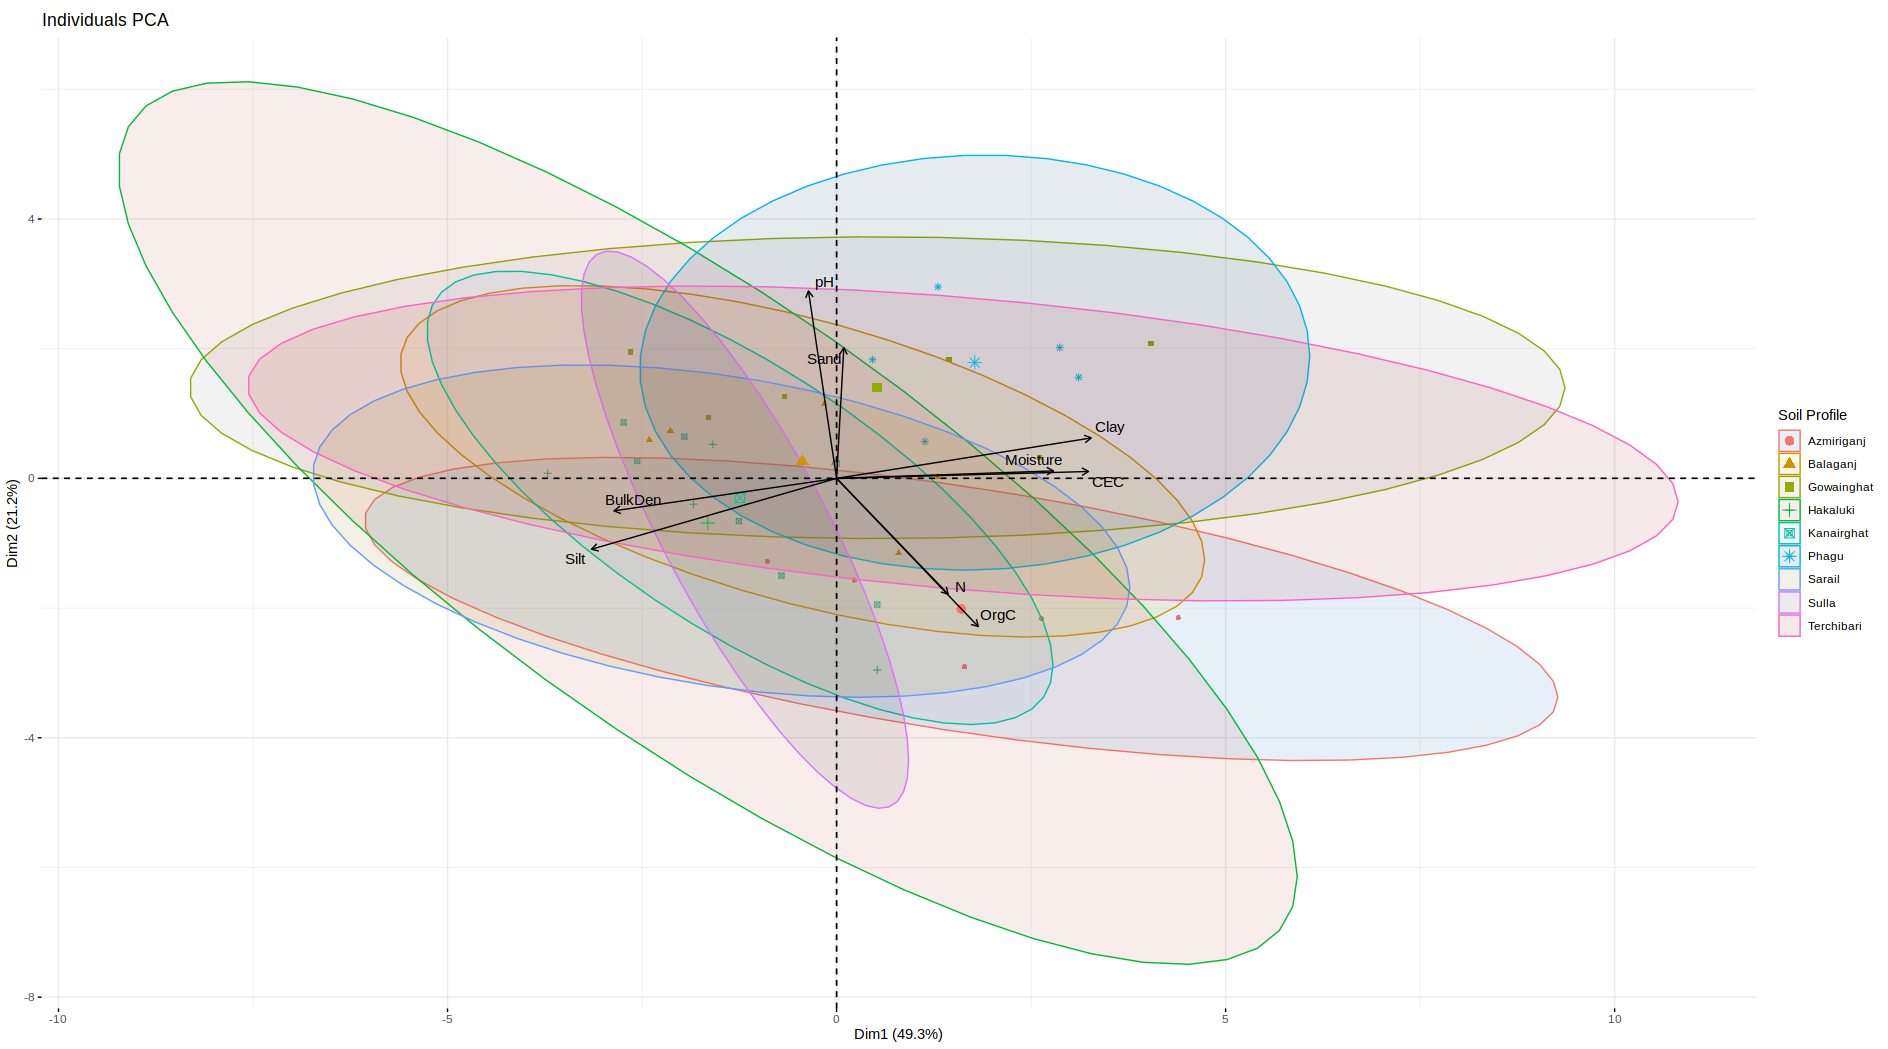 Individuals PCA
pH
Sand
Clay
Moisture
CEC
BulkDen
Silt
N
OrgC
4
0
-4
-8
-10
-5
0
5
10
Dim1 (49.3%)
Dim2 (21.2%)
Soil Profile
Azmiriganj
Balaganj
Gowainghat
Hakaluki
Kanairghat
Phagu
Sarail
Sulla
Terchibari